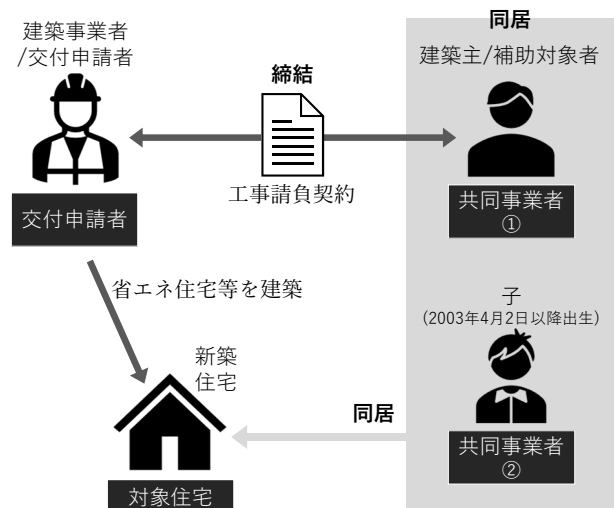 建築事業者
/交付申請者
交付申請者
締結
工事請負契約
同居
建築主/補助対象者
共同事業者
①
省エネ住宅等を建築
子
(2003年4月2日以降出生)
共同事業者
②
新築
住宅
同居
対象住宅